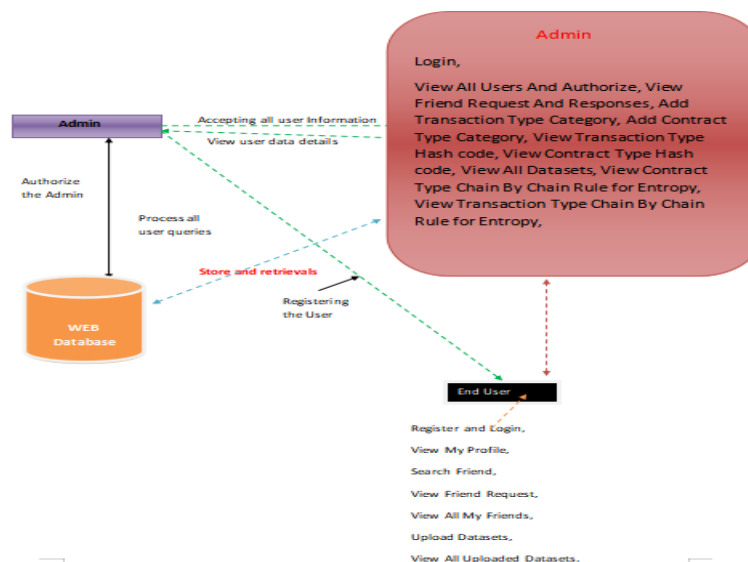 Admin
Login,
View All Users And Authorize, View
Friend Request And Responses, Add
Transaction Type Category, Add Contract
Type Category, View Transaction Type
Hash code, View Contract Type Hash
code, View All Datasets, View Contract
Type Chain By Chain Rule for Entropy,
View Transaction Type Chain By Chain
Rule for Entropy,
Admin
Accepting all user Information
View user data details
Authorize
the Admin
Process all
user queries
Store and retrievals
Registering
the User
WEB
Database
End User
Register and Login,
View My Profile,
Search Friend,
View Friend Request,
View All My Friends,
Upload Datasets,
View All Uploaded Datasets,